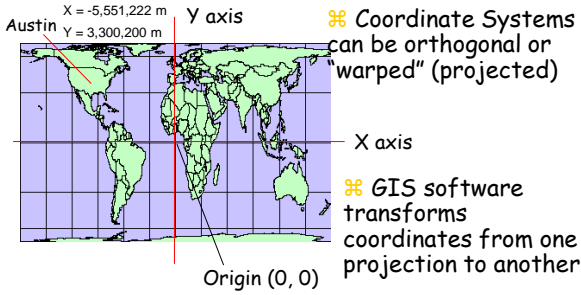 X = -5,551,222 m
Y = 3,300,200 m
Austin
Y axis
⌘ Coordinate Systems
can be orthogonal or
"warped" (projected)
X axis
⌘ GIS software
transforms
coordinates from one
projection to another
Origin (0, 0)